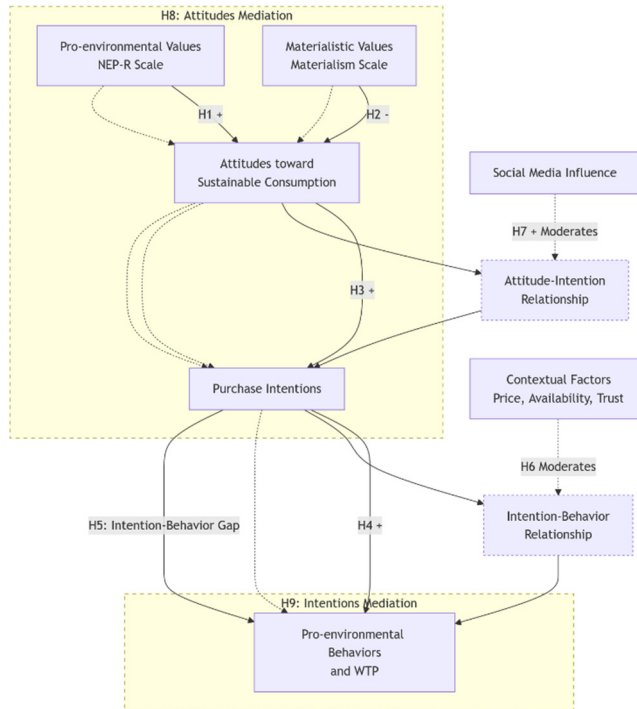 H8: Attitudes Mediation
Pro-environmental Values
NEP-R Scale
Materialistic Values
Materialism Scale
H1 +
H2 -
Attitudes toward
Sustainable Consumption
Social Media Influence
H7 + Moderates
H3 +
Attitude-Intention
Relationship
Purchase Intentions
Contextual Factors
Price, Availability, Trust
H6 Moderates
H5: Intention-Behavior Gap
H4 +
Intention-Behavior
Relationship
H9: Intentions Mediation
Pro-environmental
Behaviors
and WTP